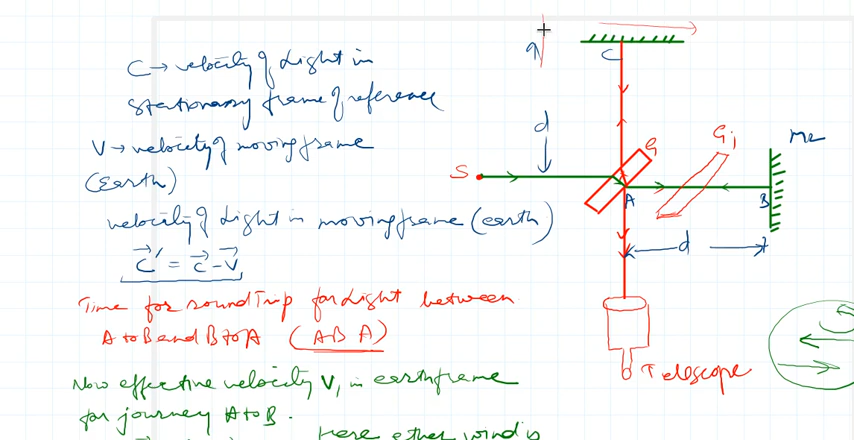 C → velocity of Light in
stationary frame of reference
V → velocity of moving frame
(Earth)
velocity of Light in moving frame (earth)
C' = C - V
Time for round Trip for Light between
A to B and B to A (AB A)
Now effective velocity V₁ in earth frame
for journey A to B.
Here ether wind is
C
d
S
G
G₁
M₂
A
B
d
Telescope